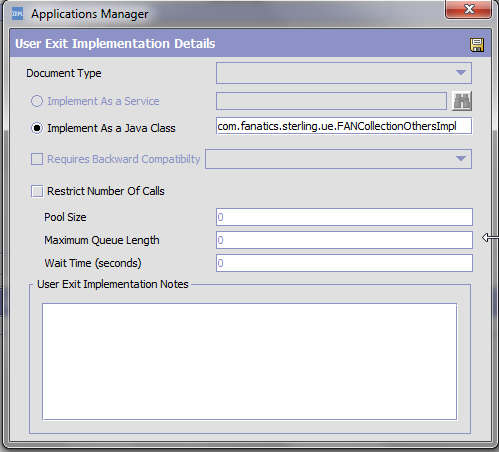 IBM Applications Manager
User Exit Implementation Details
Document Type
Implement As a Service
Implement As a Java Class com.fanatics.sterling.ue.FANCollectionOthersImpl
Requires Backward Compatibilty
Restrict Number Of Calls
Pool Size 0
Maximum Queue Length 0
Wait Time (seconds) 0
User Exit Implementation Notes